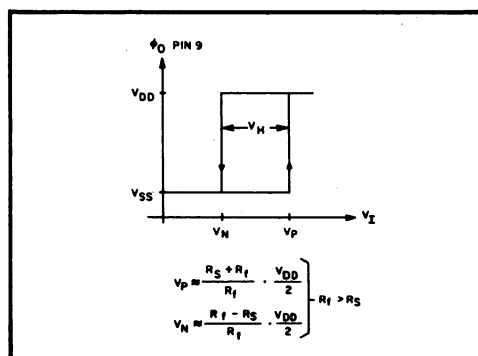 ϕO PIN 9
VDD
VH
VSS
VN VP VI
VP ≈ RS + Rf / Rf · VDD / 2
VN ≈ Rf - RS / Rf · VDD / 2
Rf > RS